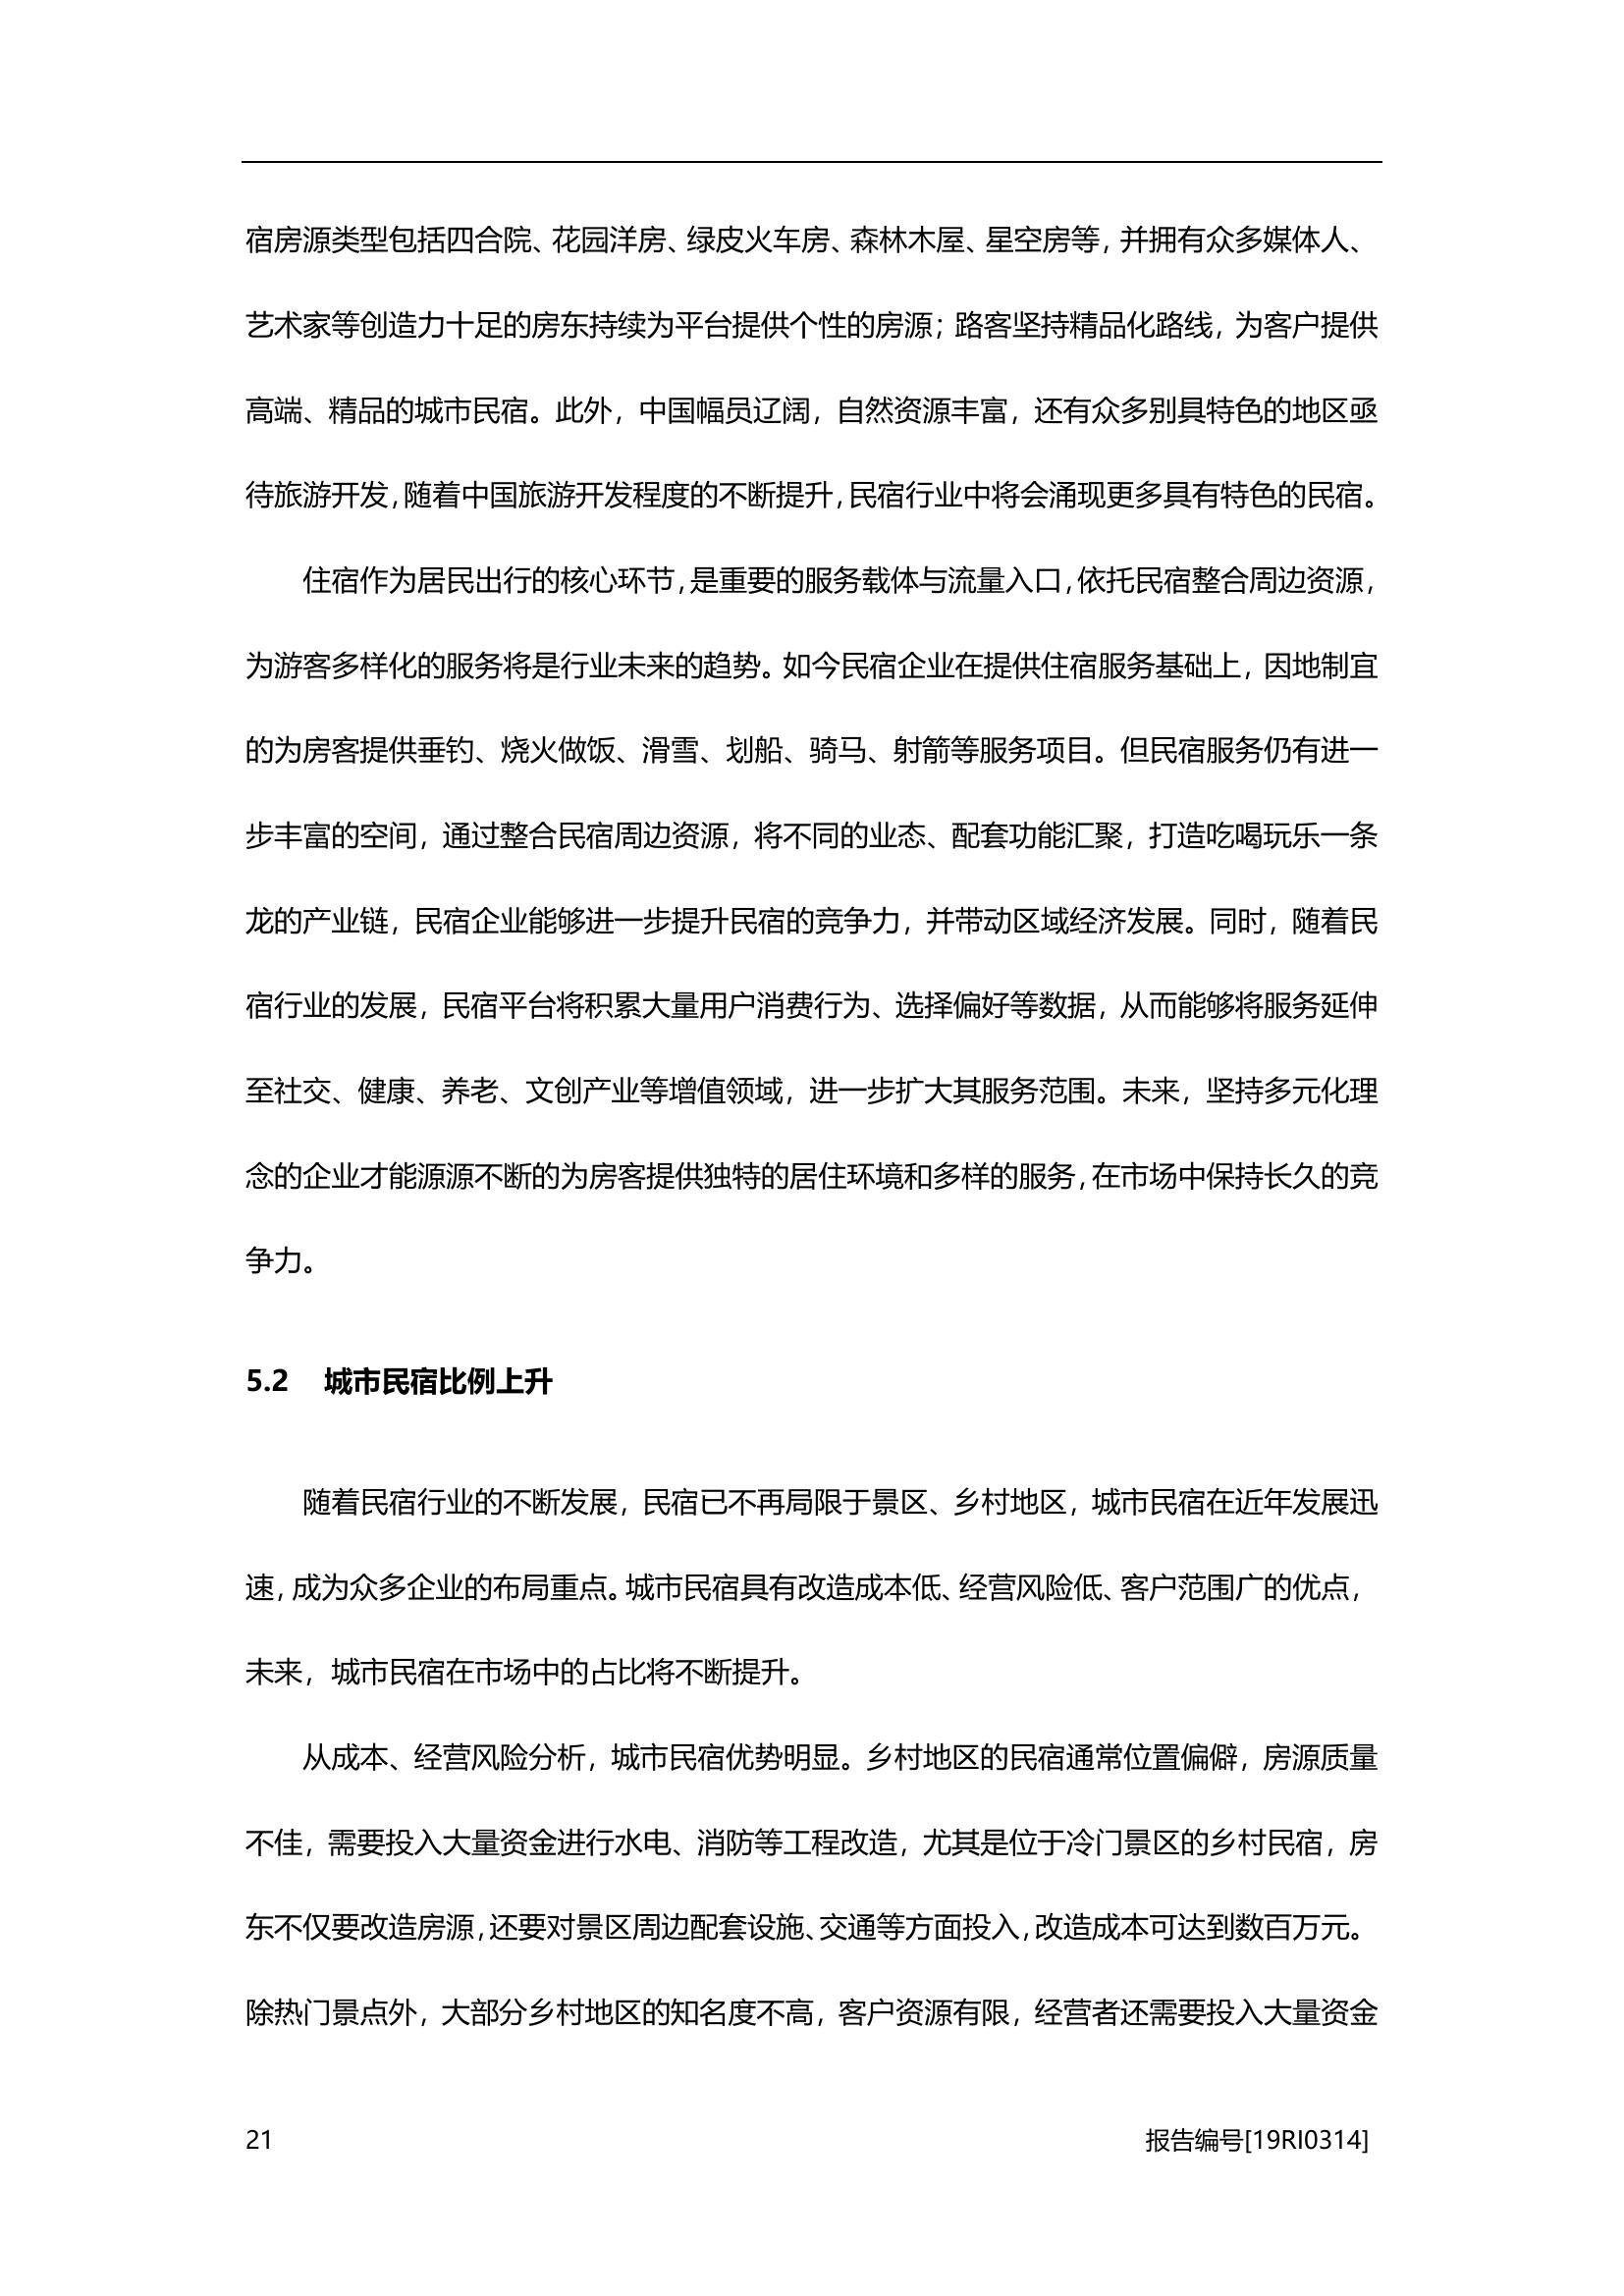 宿房源类型包括四合院、花园洋房、绿皮火车房、森林木屋、星空房等，并拥有众多媒体人、
艺术家等创造力十足的房东持续为平台提供个性的房源；路客坚持精品化路线，为客户提供
高端、精品的城市民宿。此外，中国幅员辽阔，自然资源丰富，还有众多别具特色的地区亟
待旅游开发，随着中国旅游开发程度的不断提升，民宿行业中将会涌现更多具有特色的民宿。
住宿作为居民出行的核心环节，是重要的服务载体与流量入口，依托民宿整合周边资源，
为游客多样化的服务将是行业未来的趋势。如今民宿企业在提供住宿服务基础上，因地制宜
的为房客提供垂钓、烧火做饭、滑雪、划船、骑马、射箭等服务项目。但民宿服务仍有进一
步丰富的空间，通过整合民宿周边资源，将不同的业态、配套功能汇聚，打造吃喝玩乐一条
龙的产业链，民宿企业能够进一步提升民宿的竞争力，并带动区域经济发展。同时，随着民
宿行业的发展，民宿平台将积累大量用户消费行为、选择偏好等数据，从而能够将服务延伸
至社交、健康、养老、文创产业等增值领域，进一步扩大其服务范围。未来，坚持多元化理
念的企业才能源源不断的为房客提供独特的居住环境和多样的服务，在市场中保持长久的竞
争力。
5.2 城市民宿比例上升
随着民宿行业的不断发展，民宿已不再局限于景区、乡村地区，城市民宿在近年发展迅
速，成为众多企业的布局重点。城市民宿具有改造成本低、经营风险低、客户范围广的优点，
未来，城市民宿在市场中的占比将不断提升。
从成本、经营风险分析，城市民宿优势明显。乡村地区的民宿通常位置偏僻，房源质量
不佳，需要投入大量资金进行水电、消防等工程改造，尤其是位于冷门景区的乡村民宿，房
东不仅要改造房源，还要对景区周边配套设施、交通等方面投入，改造成本可达到数百万元。
除热门景点外，大部分乡村地区的知名度不高，客户资源有限，经营者还需要投入大量资金
21 报告编号[19RI0314]